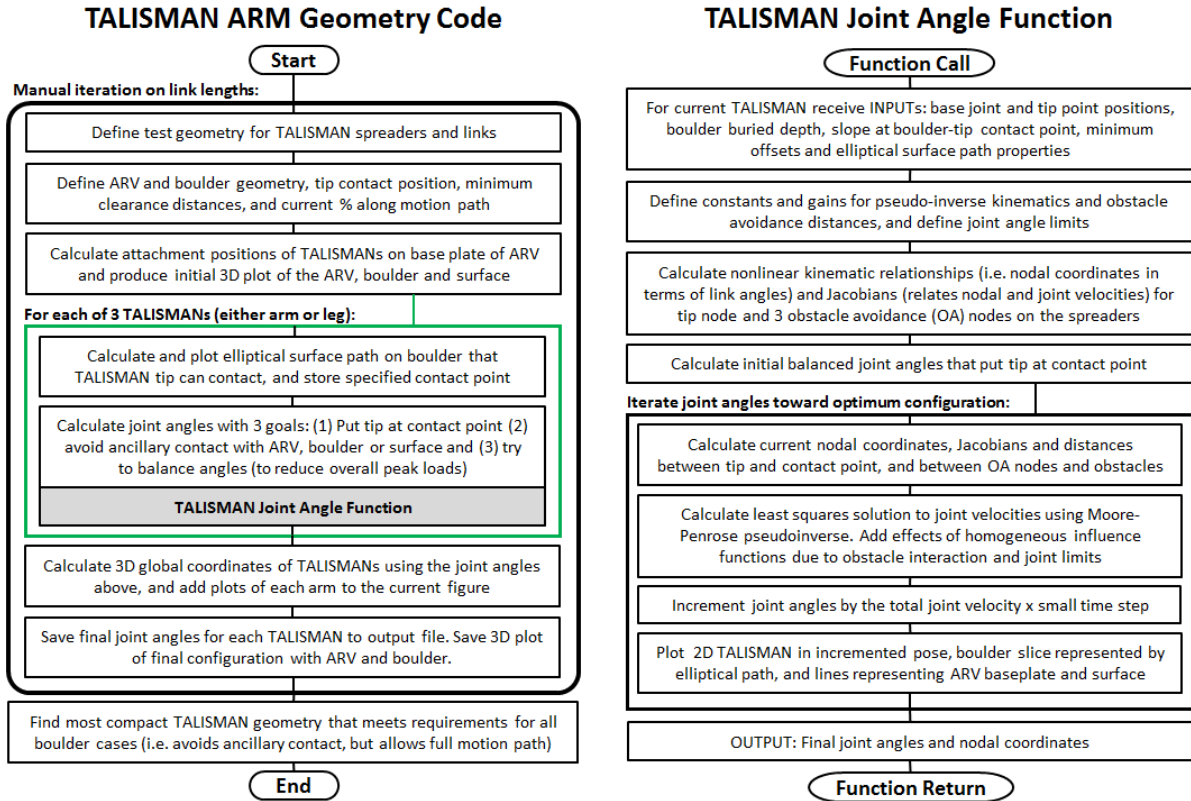 TALISMAN ARM Geometry Code
Start
Manual iteration on link lengths:
Define test geometry for TALISMAN spreaders and links
Define ARV and boulder geometry, tip contact position, minimum
clearance distances, and current % along motion path
Calculate attachment positions of TALISMANs on base plate of ARV
and produce initial 3D plot of the ARV, boulder and surface
For each of 3 TALISMANs (either arm or leg):
Calculate and plot elliptical surface path on boulder that
TALISMAN tip can contact, and store specified contact point
Calculate joint angles with 3 goals: (1) Put tip at contact point (2)
avoid ancillary contact with ARV, boulder or surface and (3) try
to balance angles (to reduce overall peak loads)
TALISMAN Joint Angle Function
Calculate 3D global coordinates of TALISMANs using the joint angles
above, and add plots of each arm to the current figure
Save final joint angles for each TALISMAN to output file. Save 3D plot
of final configuration with ARV and boulder.
Find most compact TALISMAN geometry that meets requirements for all
boulder cases (i.e. avoids ancillary contact, but allows full motion path)
End
TALISMAN Joint Angle Function
Function Call
For current TALISMAN receive INPUTs: base joint and tip point positions,
boulder buried depth, slope at boulder-tip contact point, minimum
offsets and elliptical surface path properties
Define constants and gains for pseudo-inverse kinematics and obstacle
avoidance distances, and define joint angle limits
Calculate nonlinear kinematic relationships (i.e. nodal coordinates in
terms of link angles) and Jacobians (relates nodal and joint velocities) for
tip node and 3 obstacle avoidance (OA) nodes on the spreaders
Calculate initial balanced joint angles that put tip at contact point
Iterate joint angles toward optimum configuration:
Calculate current nodal coordinates, Jacobians and distances
between tip and contact point, and between OA nodes and obstacles
Calculate least squares solution to joint velocities using Moore-
Penrose pseudoinverse. Add effects of homogeneous influence
functions due to obstacle interaction and joint limits
Increment joint angles by the total joint velocity x small time step
Plot 2D TALISMAN in incremented pose, boulder slice represented by
elliptical path, and lines representing ARV baseplate and surface
OUTPUT: Final joint angles and nodal coordinates
Function Return